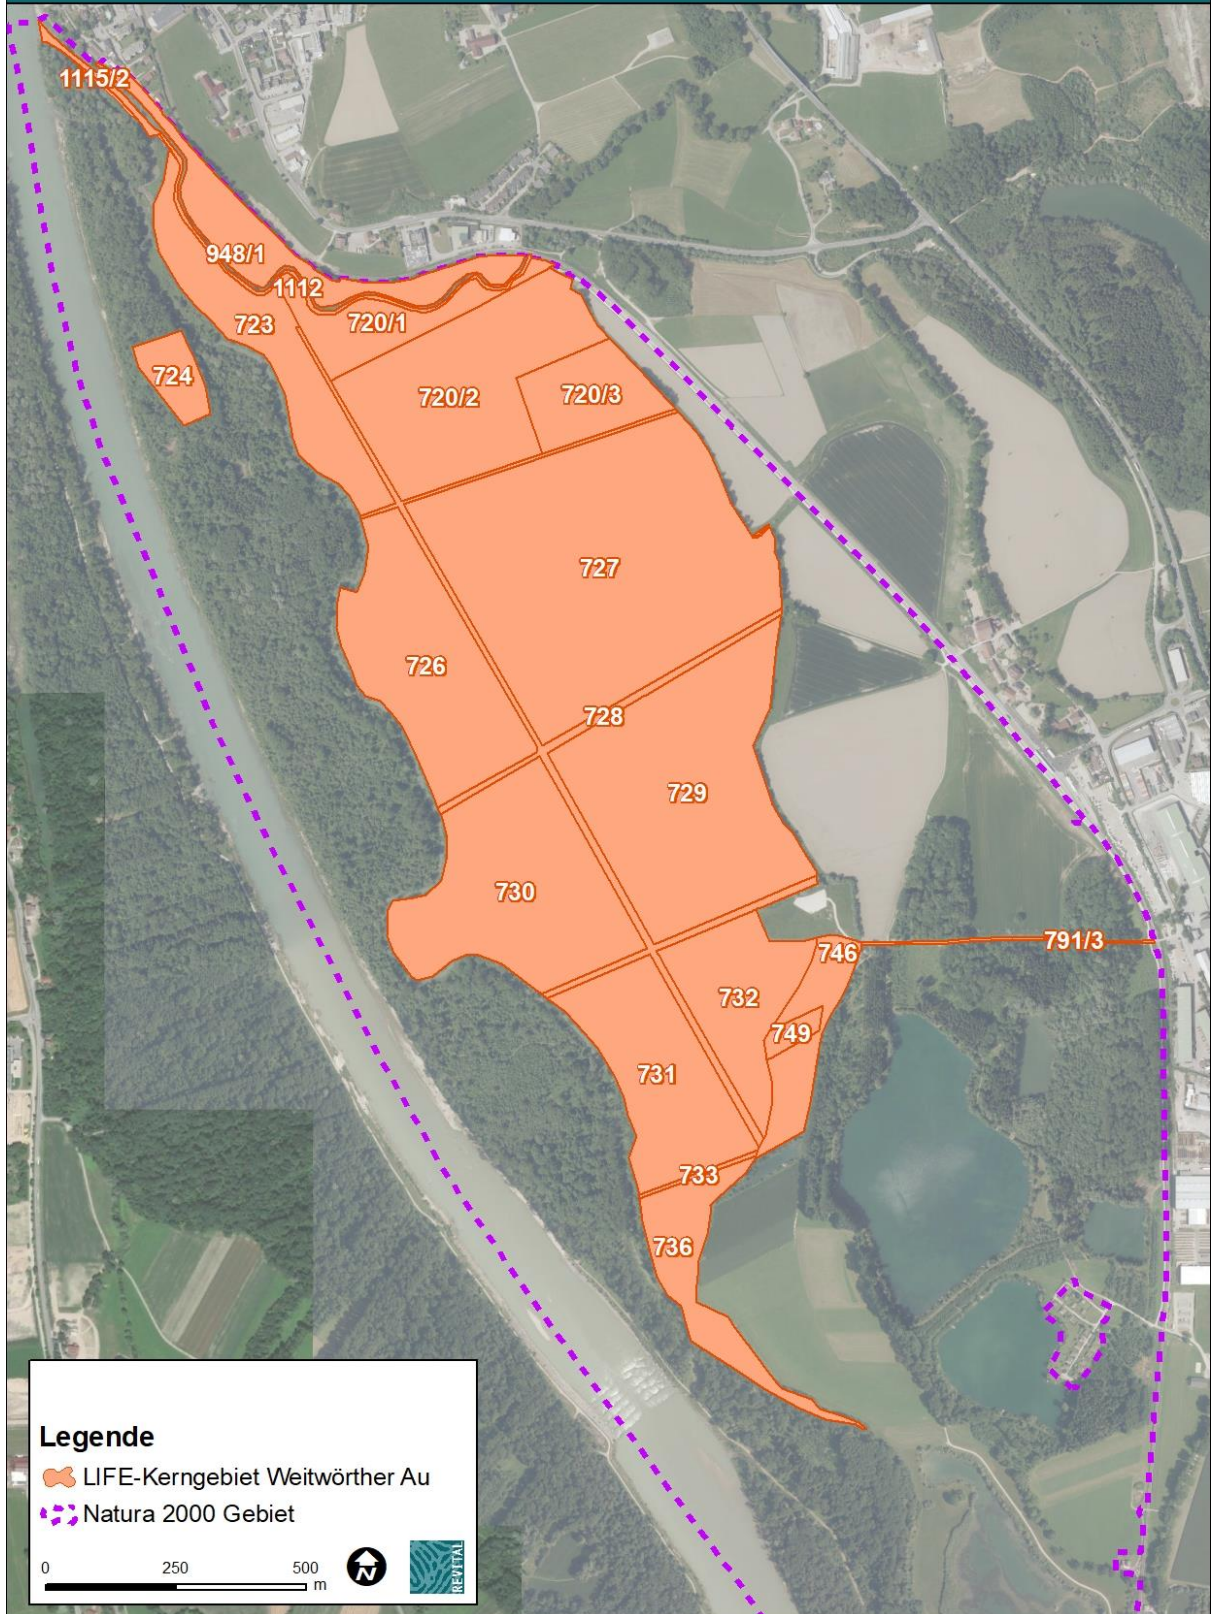 1115/2
948/1
1112
723
720/1
724
720/2
720/3
727
726
728
729
730
746
791/3
732
749
731
733
736
Legende
LIFE-Kerngebiet Weitwörther Au
Natura 2000 Gebiet
0 250 500
m
N
REVITAL